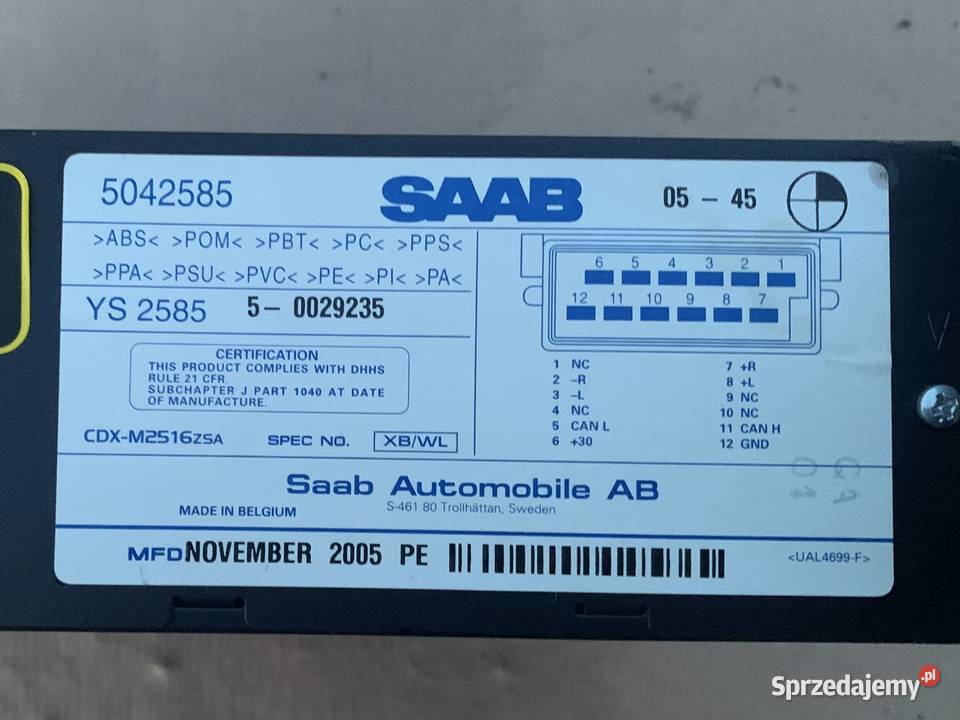 5042585 SAAB 05 - 45
>ABS< >POM< >PBT< >PC< >PPS<
>PPA< >PSU< >PVC< >PE< >PI< >PA<
YS 2585 5- 0029235
6 5 4 3 2 1
12 11 10 9 8 7
CERTIFICATION
THIS PRODUCT COMPLIES WITH DHHS
RULE 21 CFR.
SUBCHAPTER J PART 1040 AT DATE
OF MANUFACTURE.
CDX-M2516ZSA SPEC NO. XB/WL
1 NC
2 -R
3 -L
4 NC
5 CAN L
6 +30
7 +R
8 +L
9 NC
10 NC
11 CAN H
12 GND
Saab Automobile AB
MADE IN BELGIUM S-461 80 Trollhättan, Sweden
MFD NOVEMBER 2005 PE <UAL4699-F>
Sprzedajemy.pl